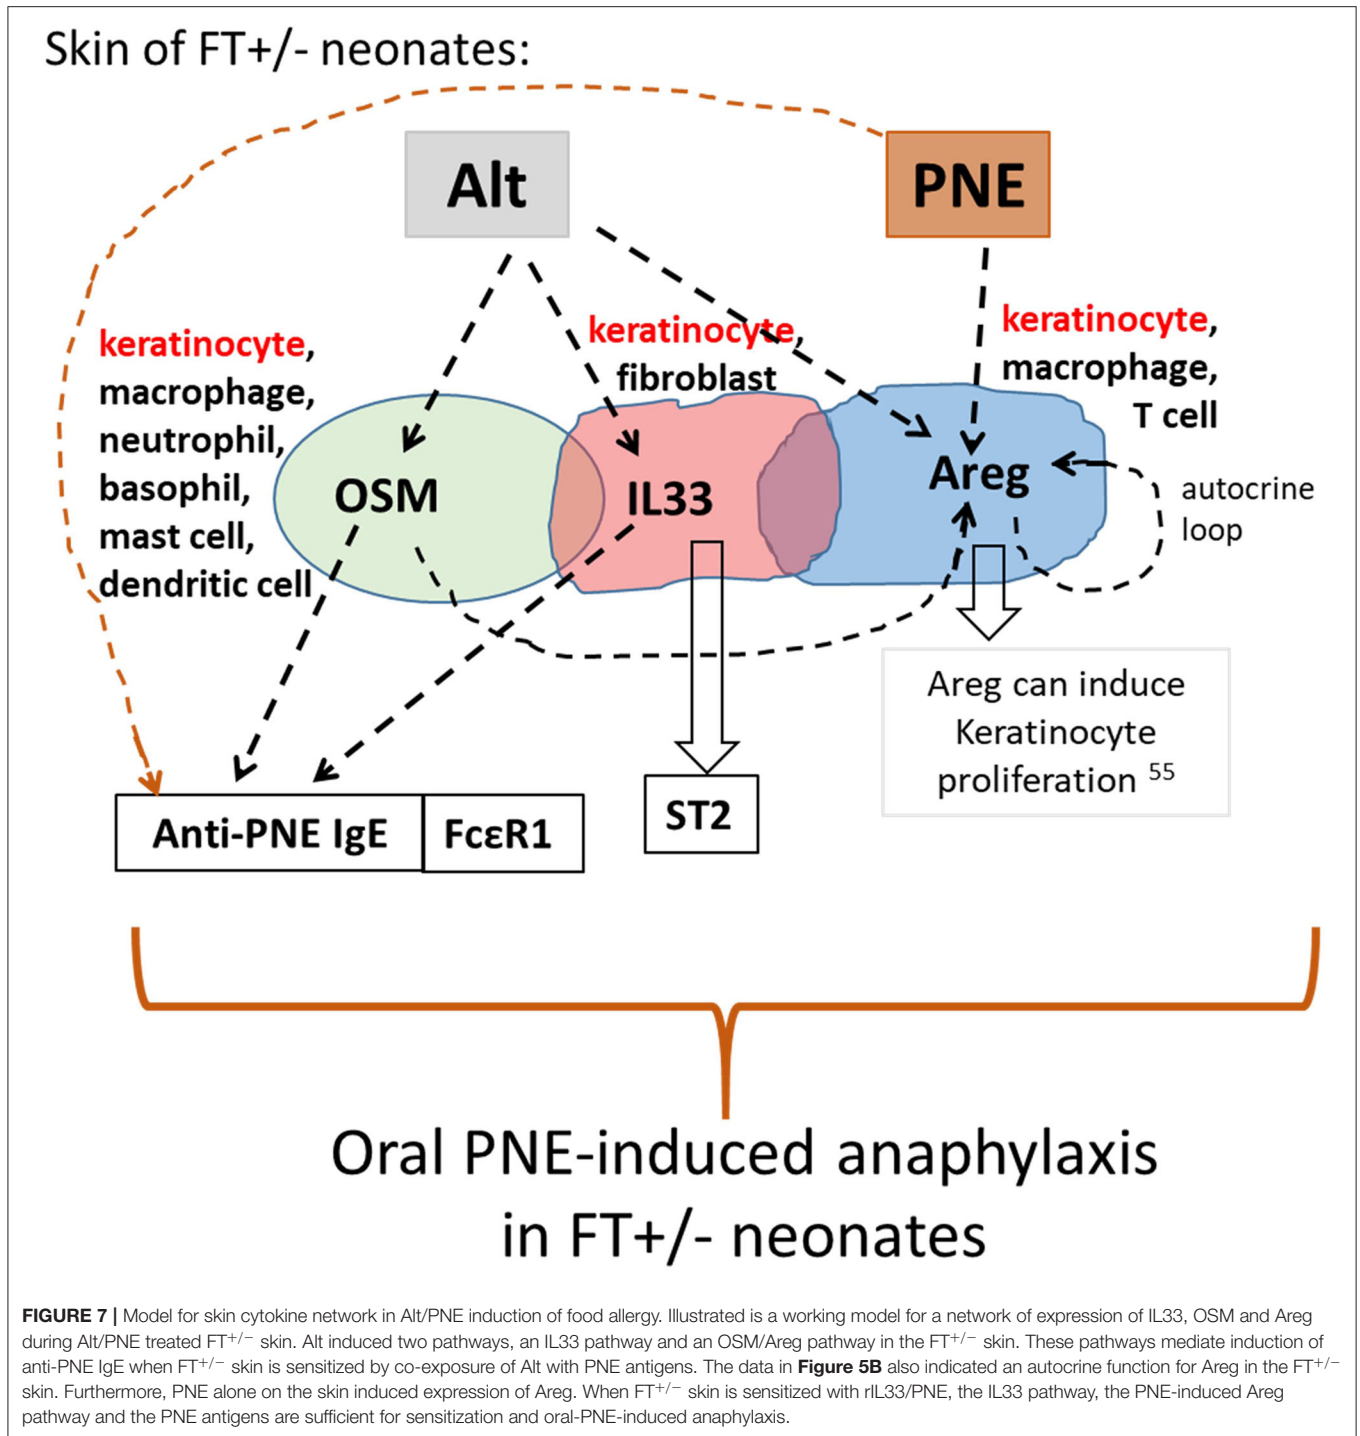 Skin of FT+/- neonates:
Alt
PNE
keratinocyte,
macrophage,
neutrophil,
basophil,
mast cell,
dendritic cell
keratinocyte,
fibroblast
keratinocyte,
macrophage,
T cell
OSM
IL33
Areg
autocrine
loop
Areg can induce
Keratinocyte
proliferation 55
Anti-PNE IgE
FcεR1
ST2
Oral PNE-induced anaphylaxis
in FT+/- neonates
FIGURE 7 | Model for skin cytokine network in Alt/PNE induction of food allergy. Illustrated is a working model for a network of expression of IL33, OSM and Areg
during Alt/PNE treated FT+/− skin. Alt induced two pathways, an IL33 pathway and an OSM/Areg pathway in the FT+/− skin. These pathways mediate induction of
anti-PNE IgE when FT+/− skin is sensitized by co-exposure of Alt with PNE antigens. The data in Figure 5B also indicated an autocrine function for Areg in the FT+/−
skin. Furthermore, PNE alone on the skin induced expression of Areg. When FT+/− skin is sensitized with rIL33/PNE, the IL33 pathway, the PNE-induced Areg
pathway and the PNE antigens are sufficient for sensitization and oral-PNE-induced anaphylaxis.